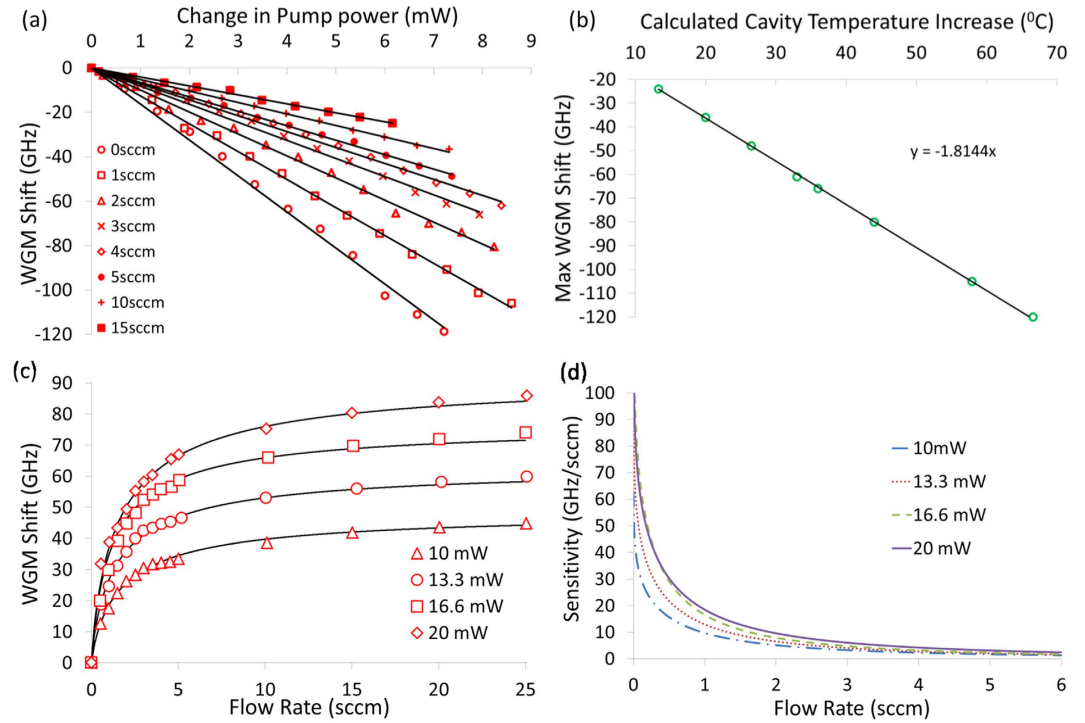 (a)
Change in Pump power (mW)
0 1 2 3 4 5 6 7 8 9
0
-20
-40
-60
-80
-100
-120
WGM Shift (GHz)
0sccm
1sccm
2sccm
3sccm
4sccm
5sccm
10sccm
15sccm
(b)
Calculated Cavity Temperature Increase (⁰C)
10 20 30 40 50 60 70
-20
-30
-40
-50
-60
-70
-80
-90
-100
-110
-120
Max WGM Shift (GHz)
y = -1.8144x
(c)
90
80
70
60
50
40
30
20
10
0
WGM Shift (GHz)
10 mW
13.3 mW
16.6 mW
20 mW
0 5 10 15 20 25
Flow Rate (sccm)
(d)
100
90
80
70
60
50
40
30
20
10
0
Sensitivity (GHz/sccm)
10mW
13.3 mW
16.6 mW
20 mW
0 1 2 3 4 5 6
Flow Rate (sccm)